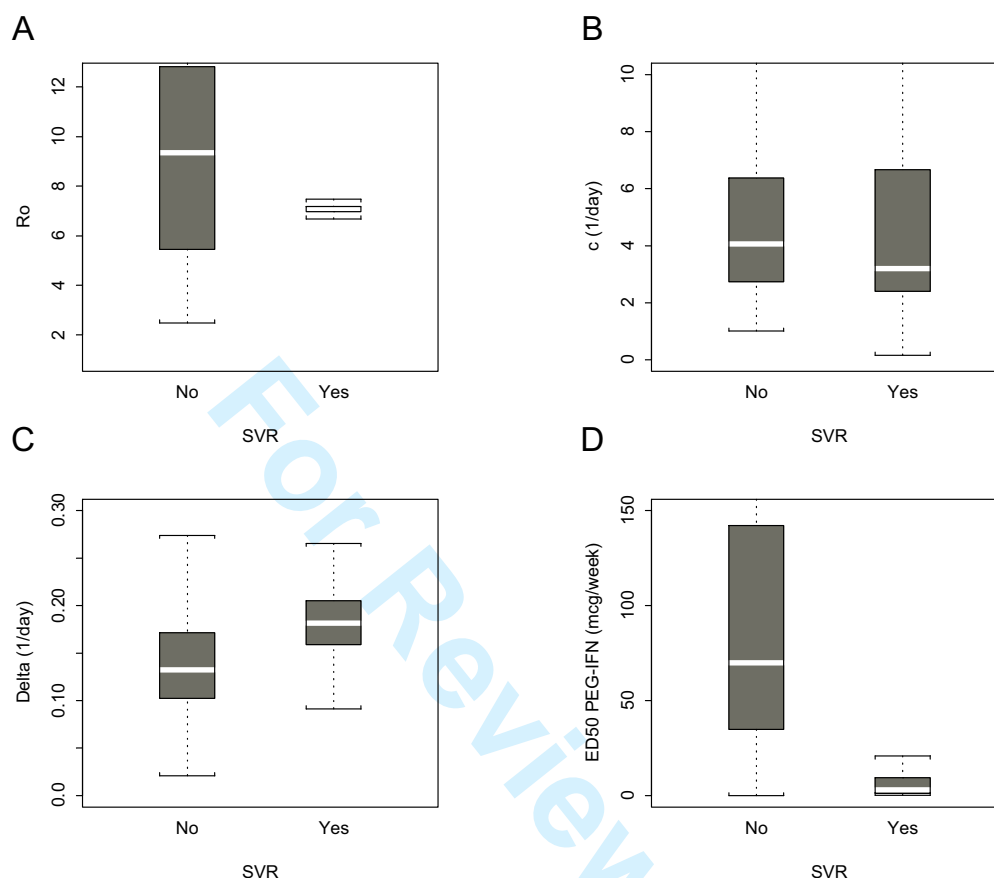 A
Ro
12
10
8
6
4
2
No Yes
SVR
B
c (1/day)
10
8
6
4
2
0
No Yes
SVR
C
Delta (1/day)
0.30
0.20
0.10
0.0
No Yes
SVR
D
ED50 PEG-IFN (mcg/week)
150
100
50
0
No Yes
SVR
For Review